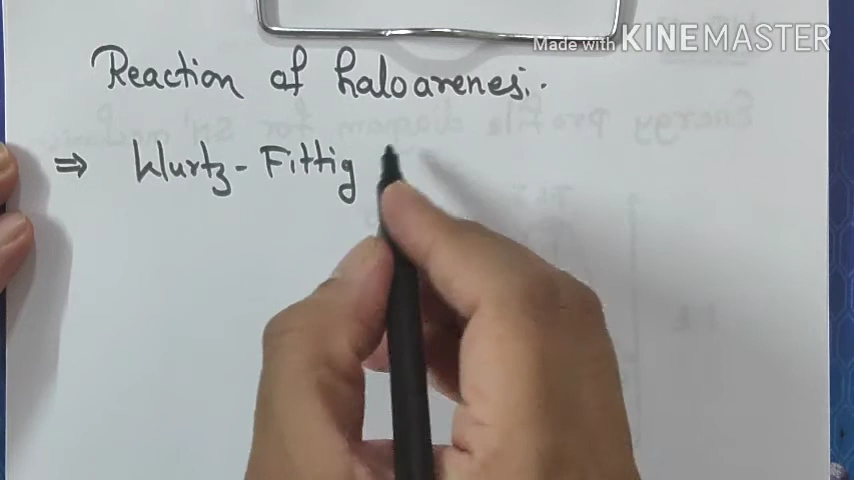 Made with KINEMASTER
Reaction of haloarenes:.
⇒ Wurtz - Fittig